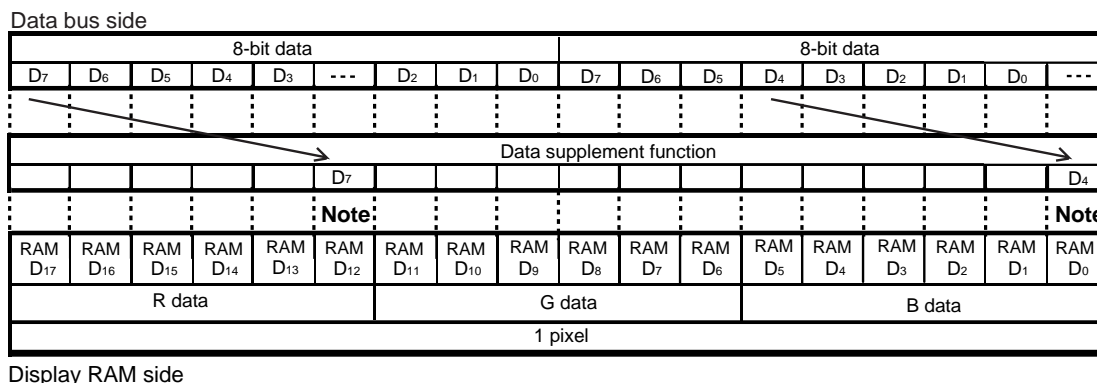 Data bus side
8-bit data 8-bit data
D7 D6 D5 D4 D3 --- D2 D1 D0 D7 D6 D5 D4 D3 D2 D1 D0 ---
Data supplement function
D7 D4
Note Note
RAM RAM RAM RAM RAM RAM RAM RAM RAM RAM RAM RAM RAM RAM RAM RAM RAM RAM
D17 D16 D15 D14 D13 D12 D11 D10 D9 D8 D7 D6 D5 D4 D3 D2 D1 D0
R data G data B data
1 pixel
Display RAM side